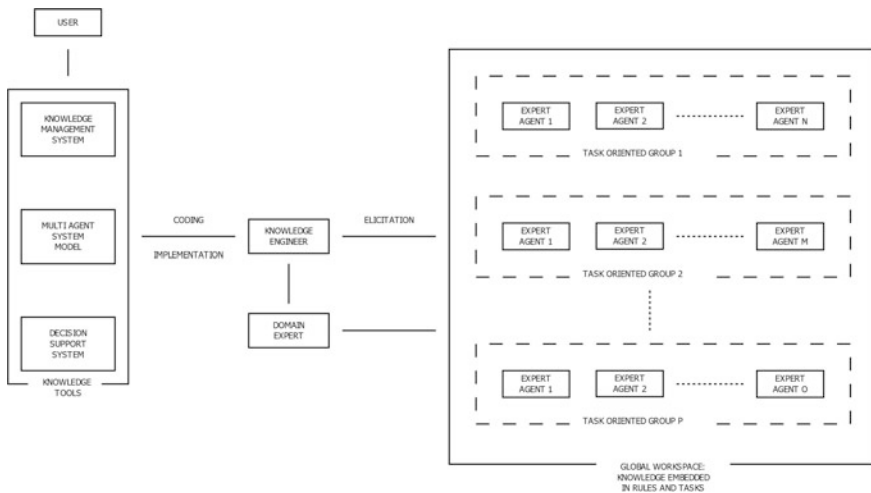 USER
KNOWLEDGE
MANAGEMENT
SYSTEM
MULTI AGENT
SYSTEM
MODEL
DECISION
SUPPORT
SYSTEM
KNOWLEDGE
TOOLS
CODING
IMPLEMENTATION
KNOWLEDGE
ENGINEER
DOMAIN
EXPERT
ELICITATION
EXPERT
AGENT 1
EXPERT
AGENT 2
EXPERT
AGENT N
TASK ORIENTED GROUP 1
EXPERT
AGENT 1
EXPERT
AGENT 2
EXPERT
AGENT M
TASK ORIENTED GROUP 2
EXPERT
AGENT 1
EXPERT
AGENT 2
EXPERT
AGENT O
TASK ORIENTED GROUP P
GLOBAL WORKSPACE:
KNOWLEDGE EMBEDDED
IN RULES AND TASKS